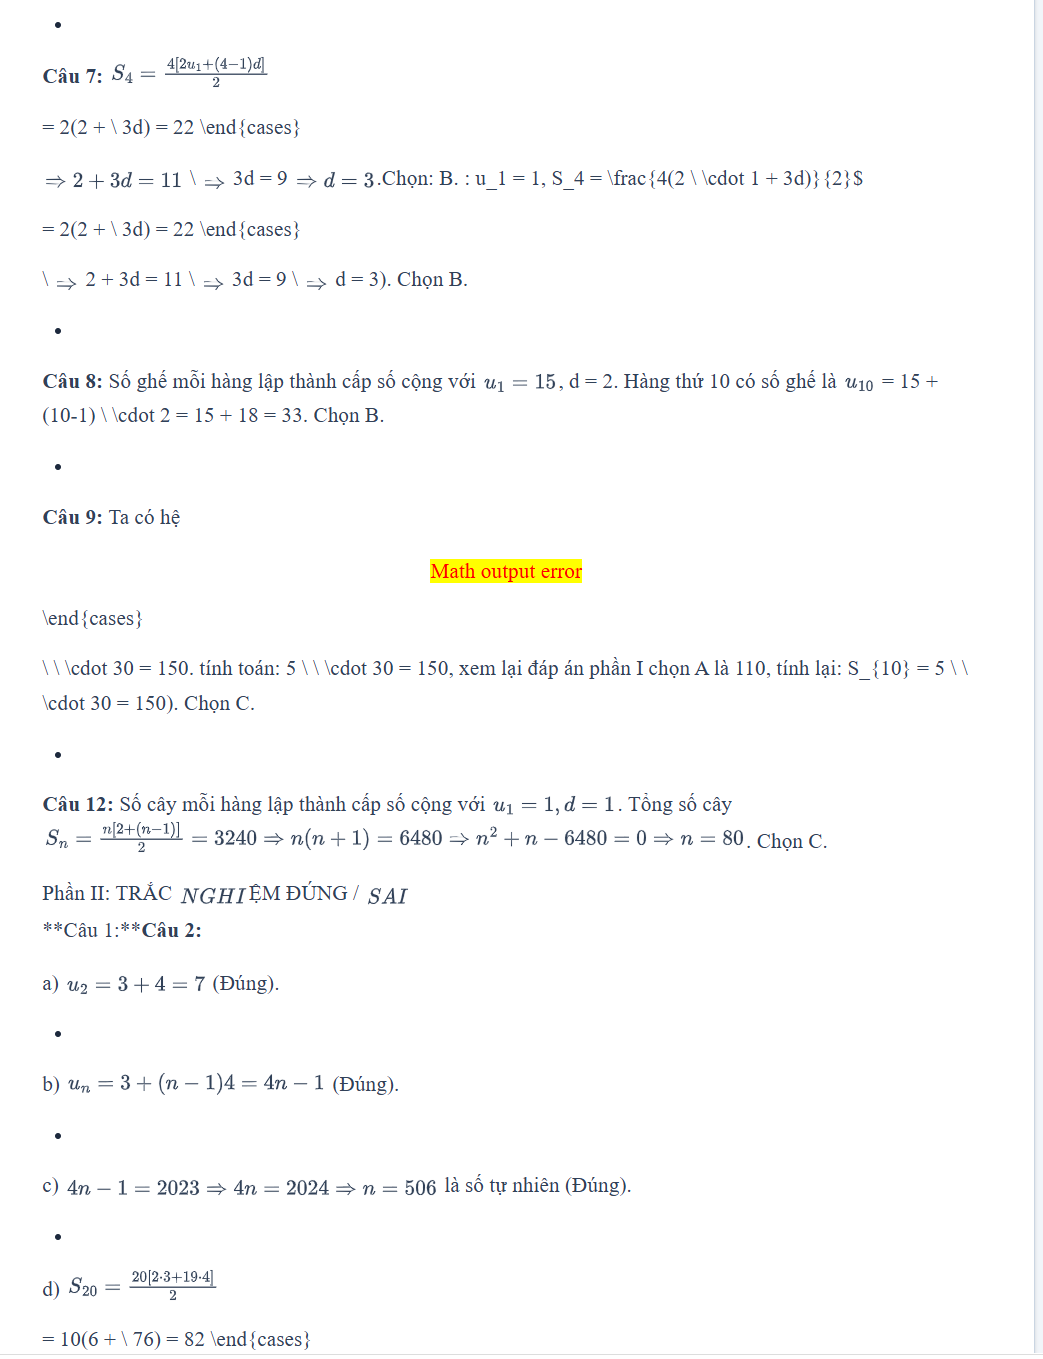 Câu 7: S₄ = 4[2u₁+(4−1)d]/2
= 2(2 + \ 3d) = 22 \end{cases}
⇒ 2 + 3d = 11 \ ⇒ 3d = 9 ⇒ d = 3.Chọn: B. : u_1 = 1, S_4 = \frac{4(2 \ \cdot 1 + 3d)}{2}$
= 2(2 + \ 3d) = 22 \end{cases}
\ ⇒ 2 + 3d = 11 \ ⇒ 3d = 9 \ ⇒ d = 3). Chọn B.
Câu 8: Số ghế mỗi hàng lập thành cấp số cộng với u₁ = 15, d = 2. Hàng thứ 10 có số ghế là u₁₀ = 15 +
(10-1) \ \cdot 2 = 15 + 18 = 33. Chọn B.
Câu 9: Ta có hệ
Math output error
\end{cases}
\ \ \cdot 30 = 150. tính toán: 5 \ \ \cdot 30 = 150, xem lại đáp án phần I chọn A là 110, tính lại: S_{10} = 5 \ \
\cdot 30 = 150). Chọn C.
Câu 12: Số cây mỗi hàng lập thành cấp số cộng với u₁ = 1, d = 1. Tổng số cây
Sₙ = n[2+(n−1)]/2 = 3240 ⇒ n(n + 1) = 6480 ⇒ n² + n − 6480 = 0 ⇒ n = 80. Chọn C.
Phần II: TRẮC NGHIỆM ĐÚNG / SAI
**Câu 1:**Câu 2:
a) u₂ = 3 + 4 = 7 (Đúng).
b) uₙ = 3 + (n − 1)4 = 4n − 1 (Đúng).
c) 4n − 1 = 2023 ⇒ 4n = 2024 ⇒ n = 506 là số tự nhiên (Đúng).
d) S₂₀ = 20[2·3+19·4]/2
= 10(6 + \ 76) = 82 \end{cases}